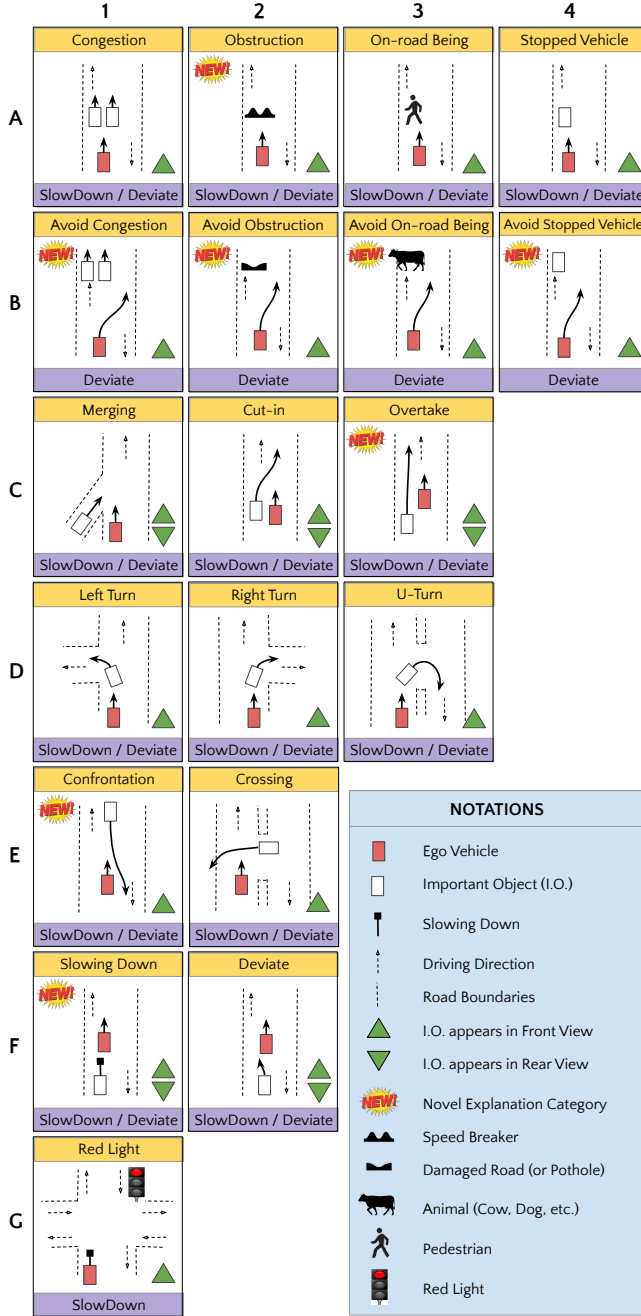 1 2 3 4
A
Congestion
SlowDown / Deviate
Obstruction
NEW!
SlowDown / Deviate
On-road Being
SlowDown / Deviate
Stopped Vehicle
SlowDown / Deviate
B
Avoid Congestion
NEW!
Deviate
Avoid Obstruction
NEW!
Deviate
Avoid On-road Being
NEW!
Deviate
Avoid Stopped Vehicle
NEW!
Deviate
C
Merging
SlowDown / Deviate
Cut-in
SlowDown / Deviate
Overtake
NEW!
SlowDown / Deviate
D
Left Turn
SlowDown / Deviate
Right Turn
SlowDown / Deviate
U-Turn
SlowDown / Deviate
E
Confrontation
NEW!
SlowDown / Deviate
Crossing
SlowDown / Deviate
F
Slowing Down
NEW!
SlowDown / Deviate
Deviate
SlowDown / Deviate
G
Red Light
SlowDown
NOTATIONS
Ego Vehicle
Important Object (I.O.)
Slowing Down
Driving Direction
Road Boundaries
I.O. appears in Front View
I.O. appears in Rear View
NEW! Novel Explanation Category
Speed Breaker
Damaged Road (or Pothole)
Animal (Cow, Dog, etc.)
Pedestrian
Red Light